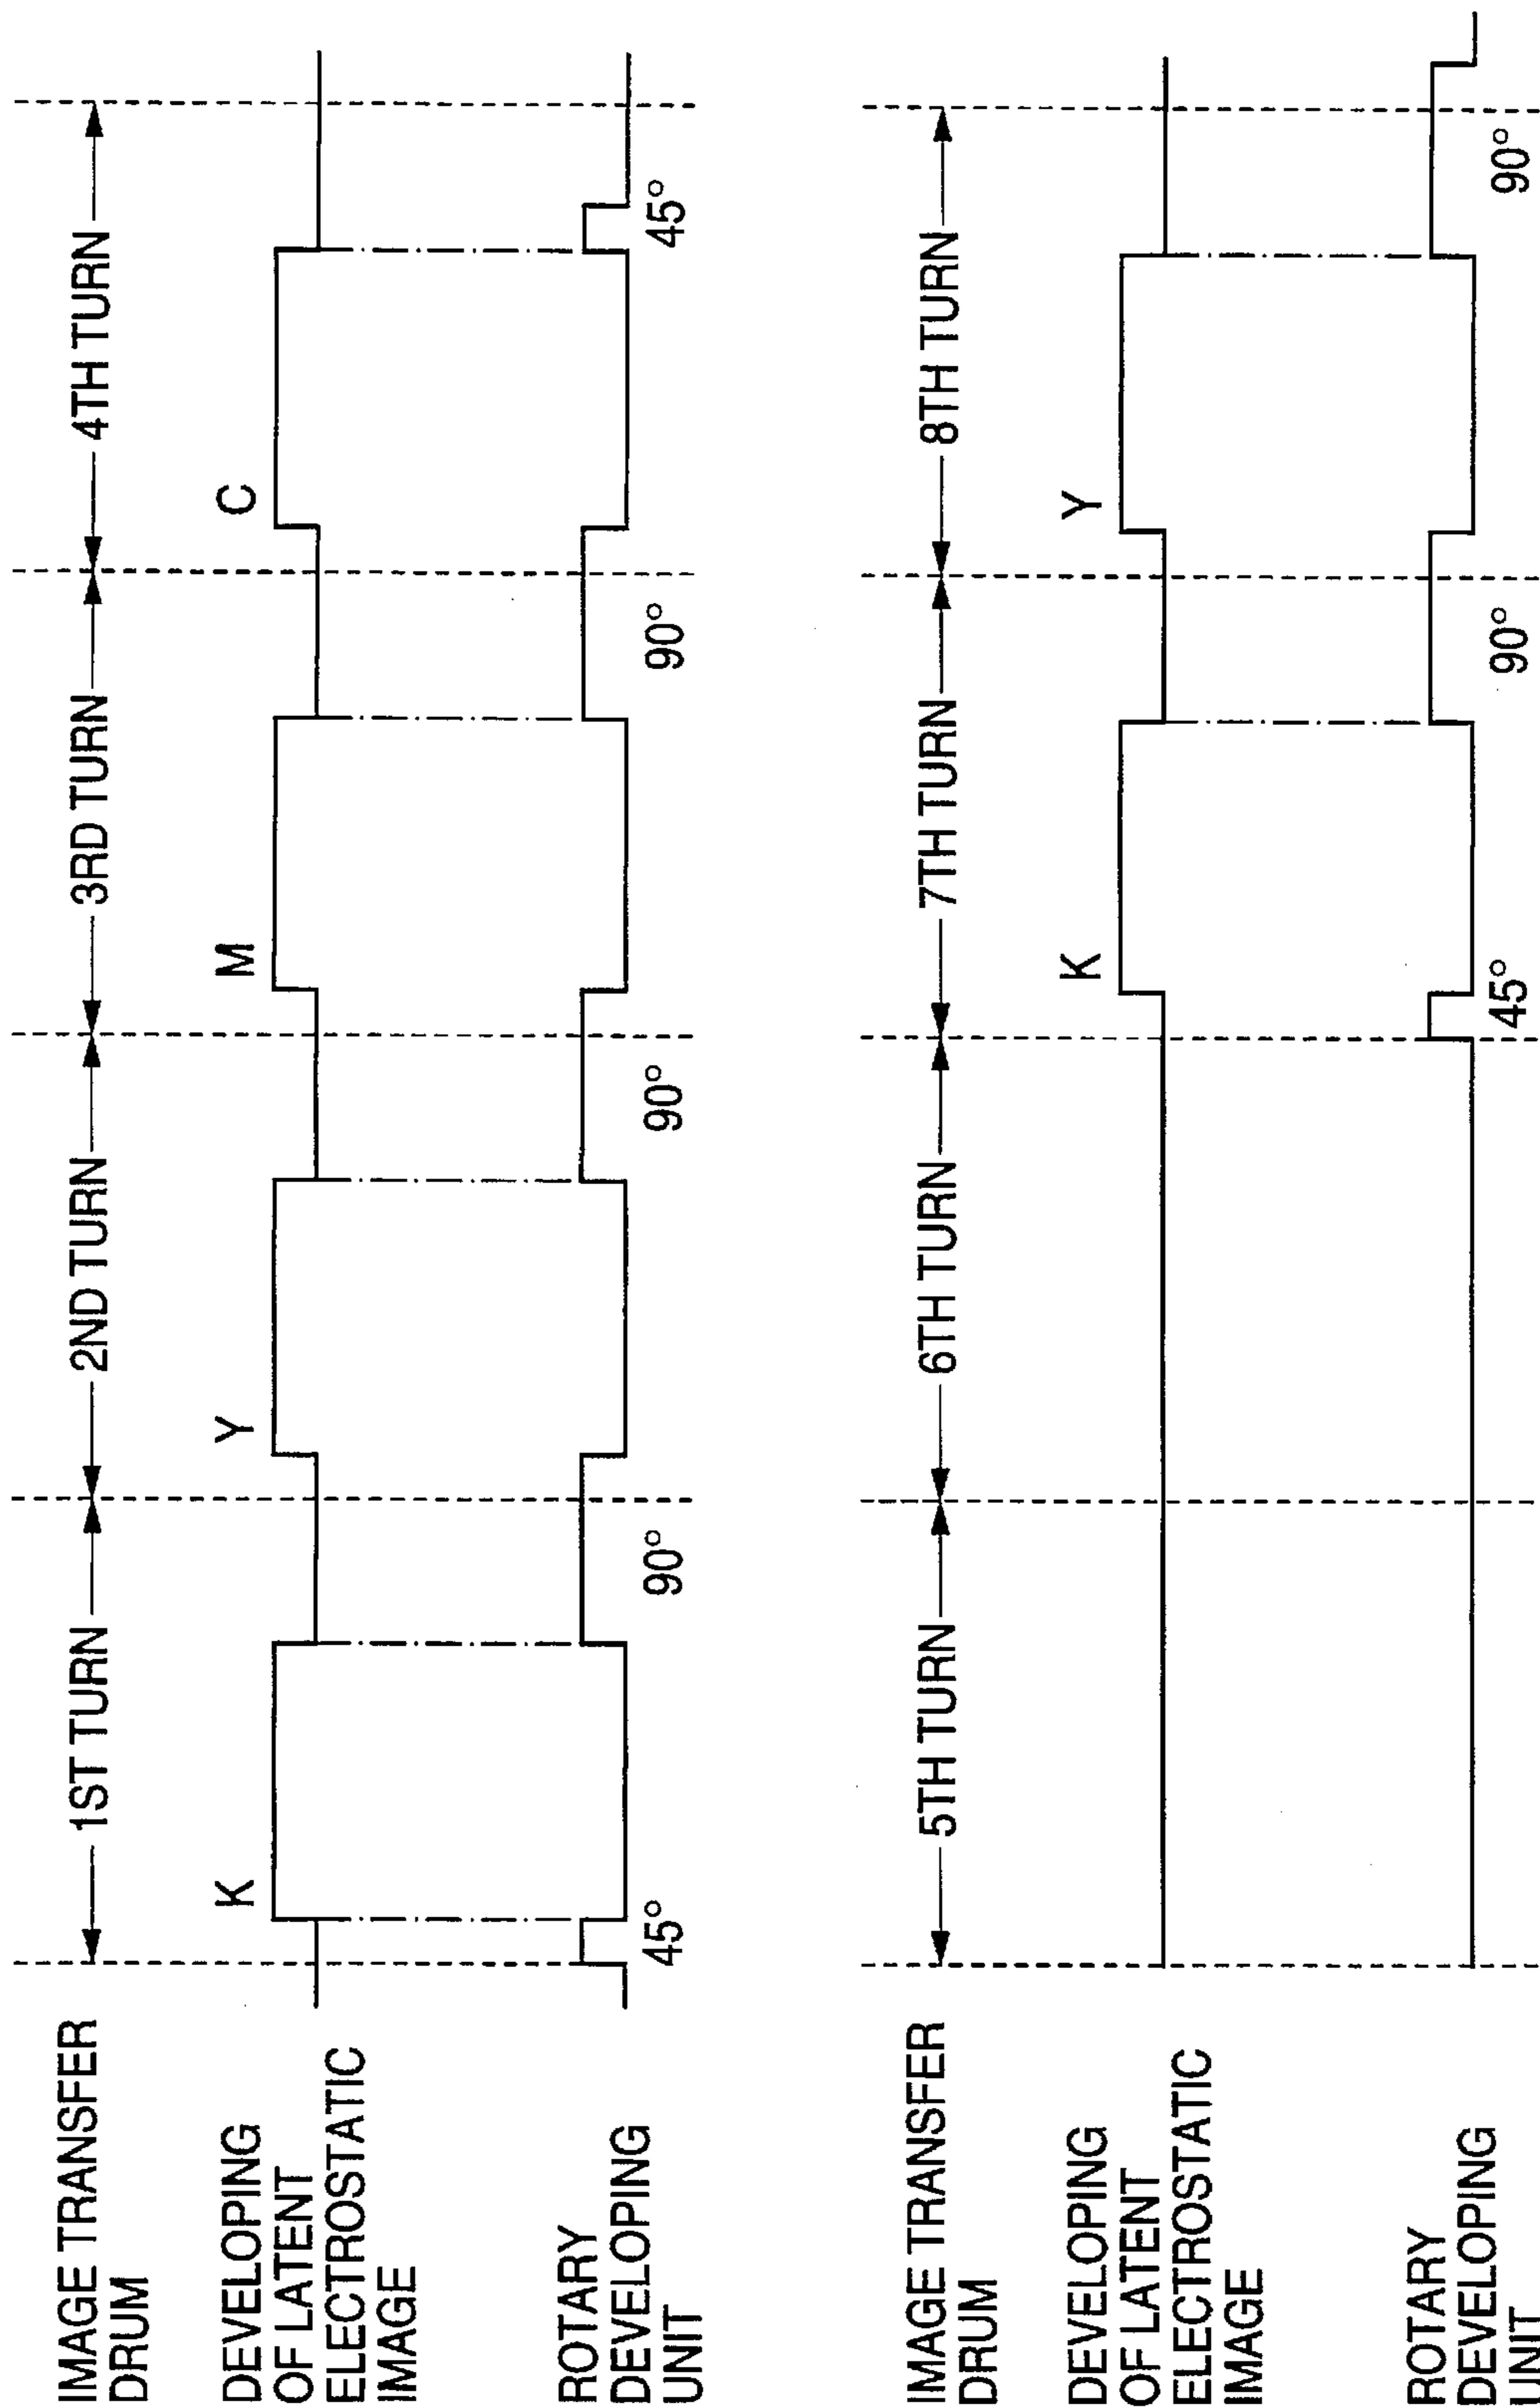 IMAGE TRANSFER
DRUM
1ST TURN
2ND TURN
3RD TURN
4TH TURN
DEVELOPING
OF LATENT
ELECTROSTATIC
IMAGE
K
Y
M
C
ROTARY
DEVELOPING
UNIT
45°
90°
90°
90°
45°
IMAGE TRANSFER
DRUM
5TH TURN
6TH TURN
7TH TURN
8TH TURN
DEVELOPING
OF LATENT
ELECTROSTATIC
IMAGE
K
Y
ROTARY
DEVELOPING
UNIT
45°
90°
90°